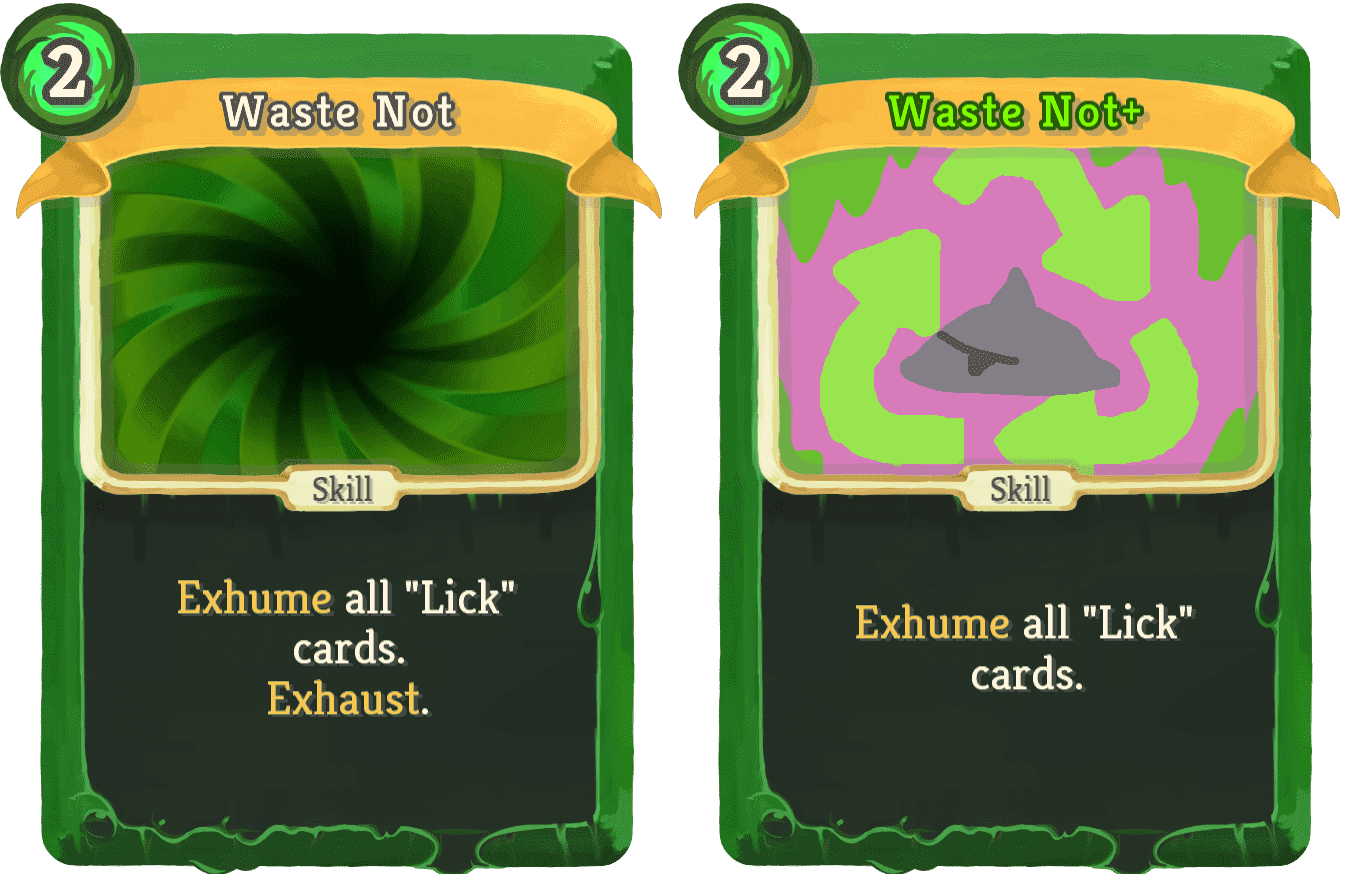 2
Waste Not
Skill
Exhume all "Lick"
cards.
Exhaust.
2
Waste Not+
Skill
Exhume all "Lick"
cards.